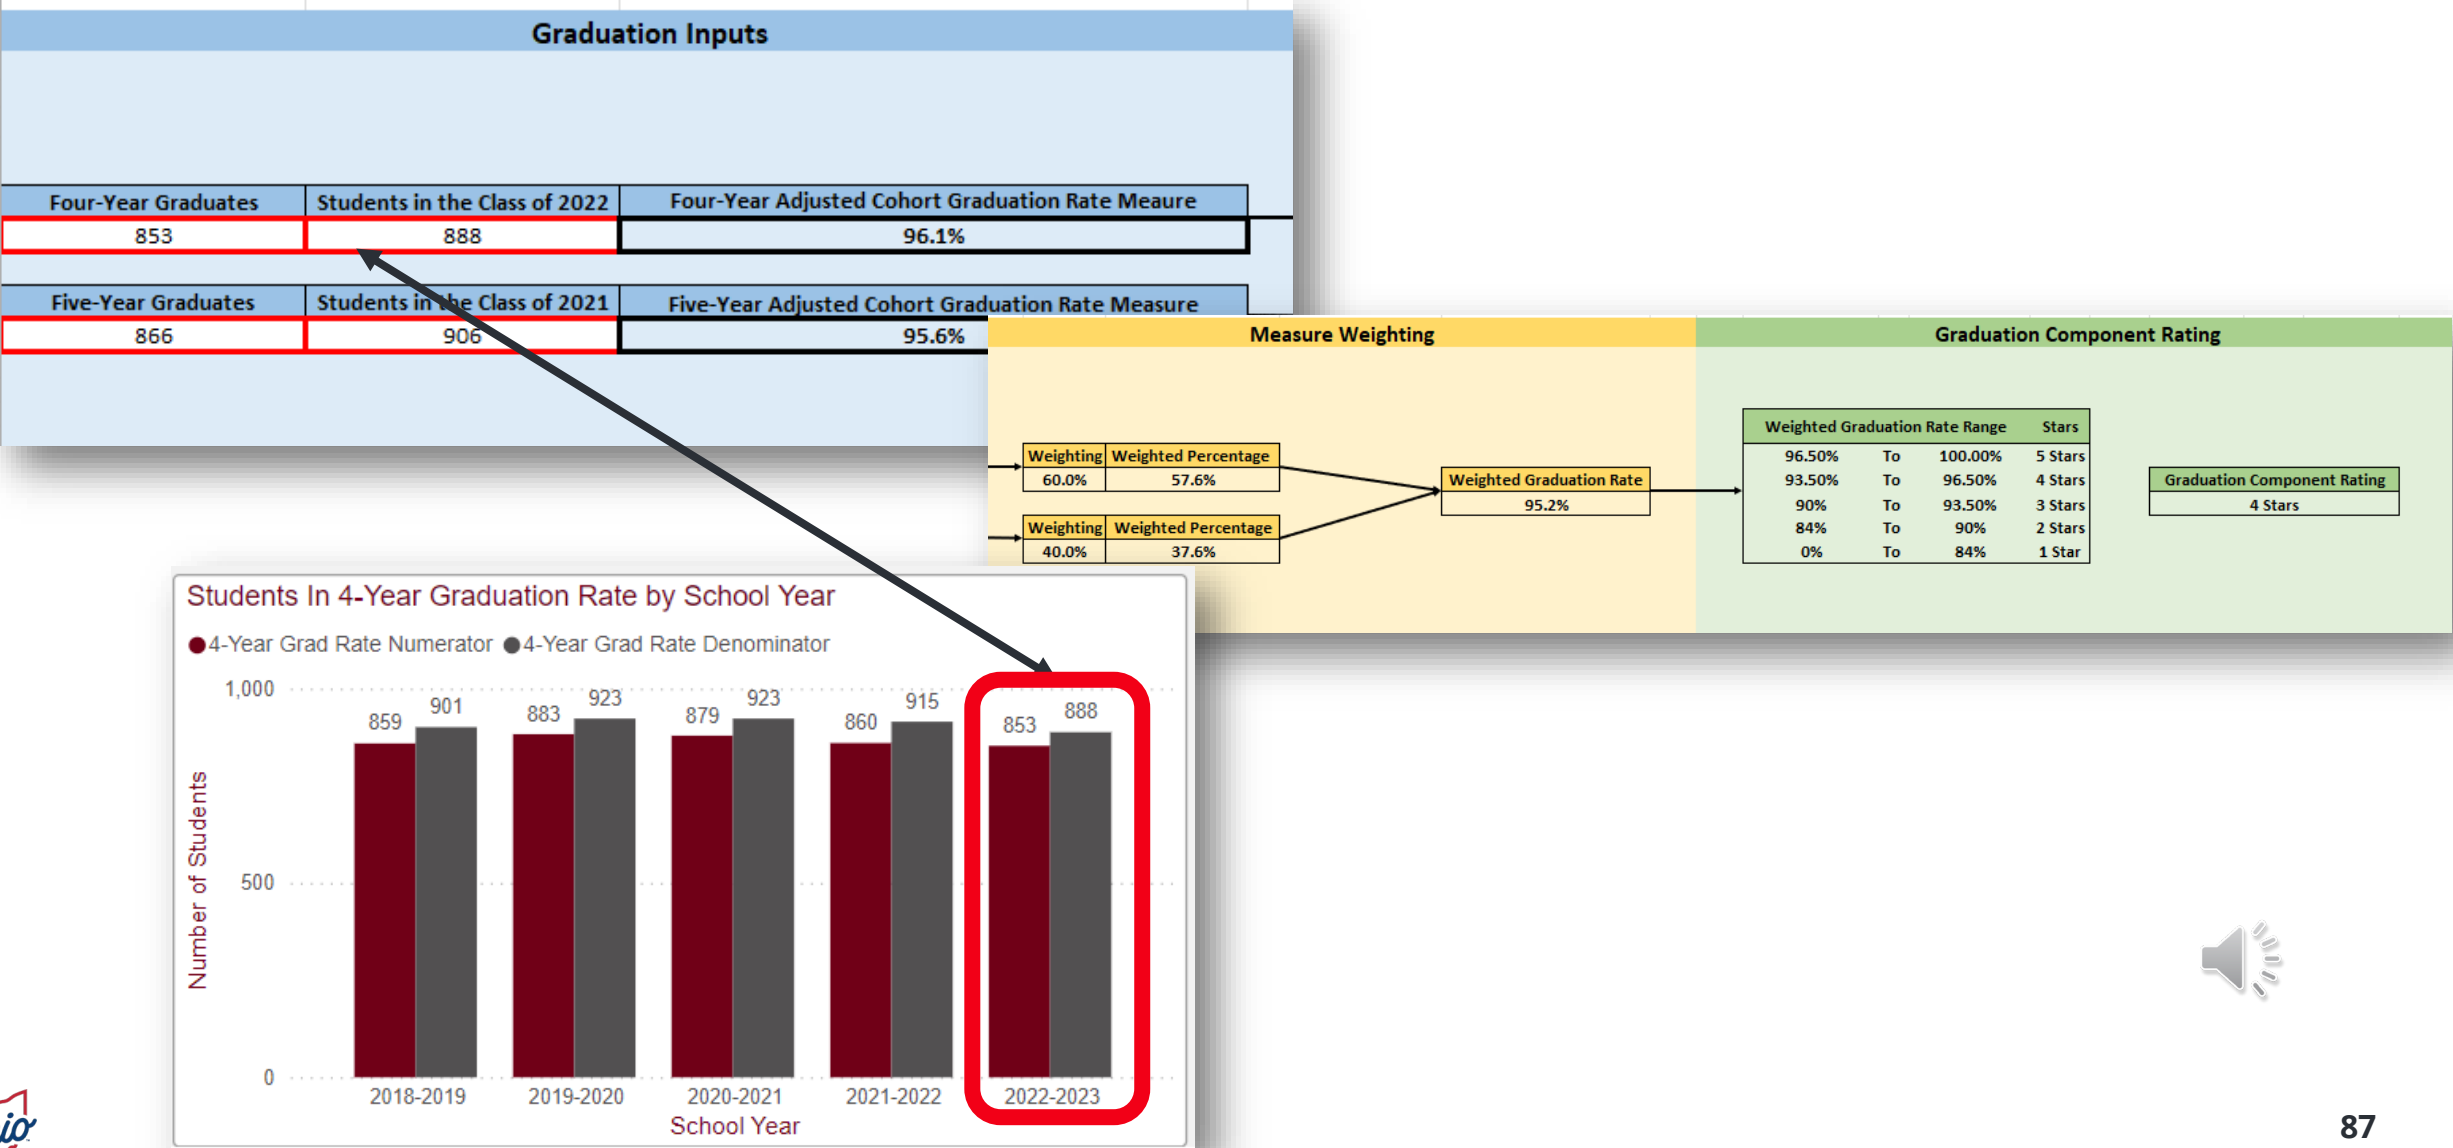 Graduation Inputs
Four-Year Graduates Students in the Class of 2022 Four-Year Adjusted Cohort Graduation Rate Meaure
853 888 96.1%
Five-Year Graduates Students in the Class of 2021 Five-Year Adjusted Cohort Graduation Rate Measure
866 906 95.6%
Measure Weighting
Weighting Weighted Percentage
60.0% 57.6%
Weighting Weighted Percentage
40.0% 37.6%
Weighted Graduation Rate
95.2%
Graduation Component Rating
Weighted Graduation Rate Range Stars
96.50% To 100.00% 5 Stars
93.50% To 96.50% 4 Stars
90% To 93.50% 3 Stars
84% To 90% 2 Stars
0% To 84% 1 Star
Graduation Component Rating
4 Stars
Students In 4-Year Graduation Rate by School Year
4-Year Grad Rate Numerator 4-Year Grad Rate Denominator
Number of Students
1,000
500
0
859 901 883 923 879 923 860 915 853 888
2018-2019 2019-2020 2020-2021 2021-2022 2022-2023
School Year
io
87